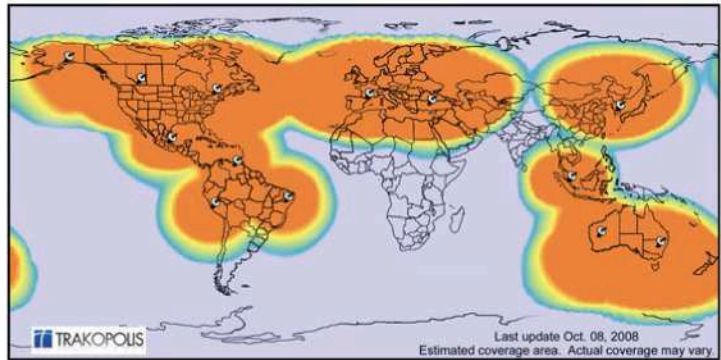 TRAKOPOLIS
Last update Oct. 08, 2008
Estimated coverage area. Actual coverage may vary